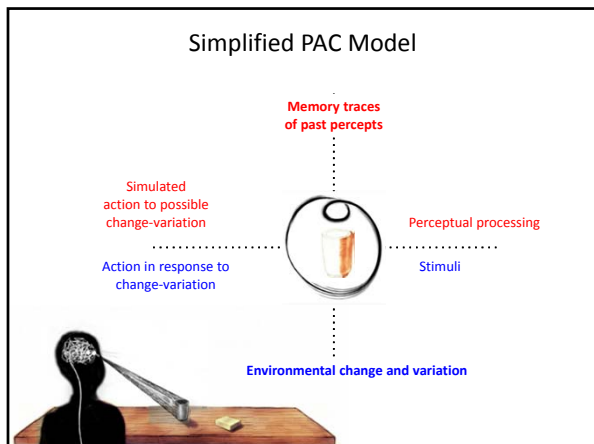 Simplified PAC Model
Memory traces
of past percepts
Simulated
action to possible
change-variation
Perceptual processing
Action in response to
change-variation
Stimuli
Environmental change and variation